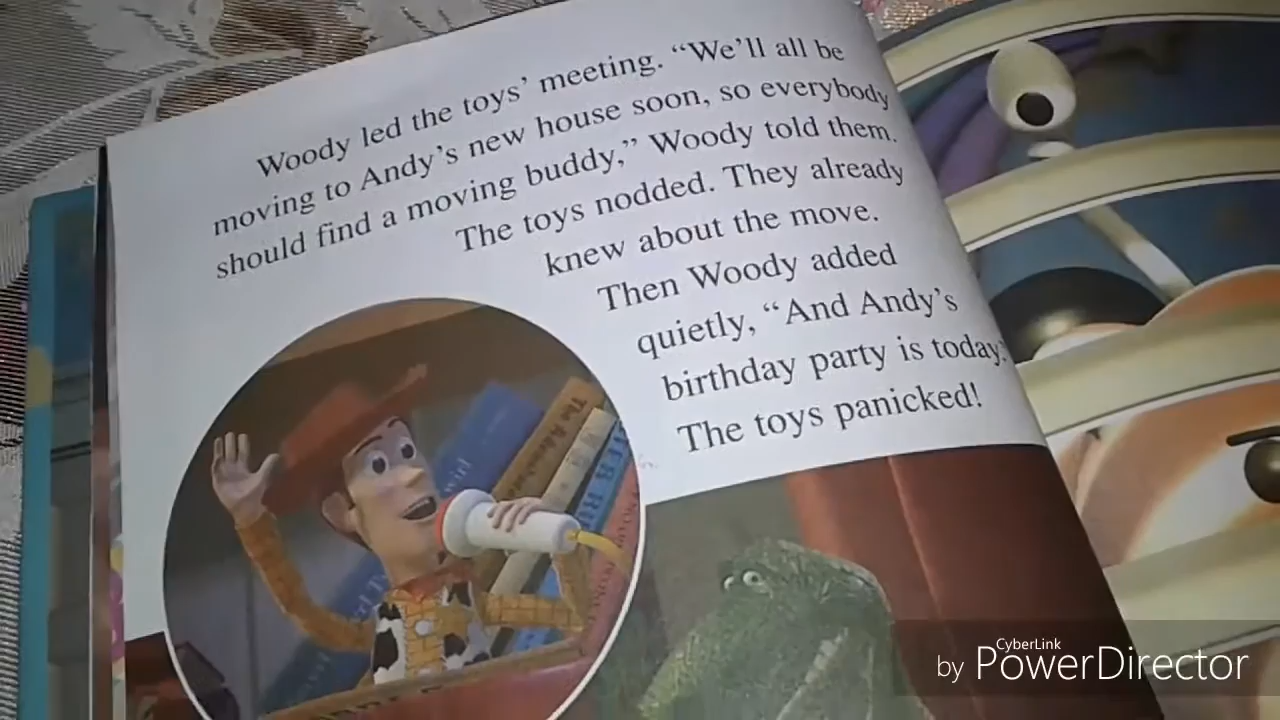 Woody led the toys' meeting. "We'll all be
moving to Andy's new house soon, so everybody
should find a moving buddy," Woody told them.
The toys nodded. They already
knew about the move.
Then Woody added
quietly, "And Andy's
birthday party is today."
The toys panicked!
The
CyberLink
by PowerDirector